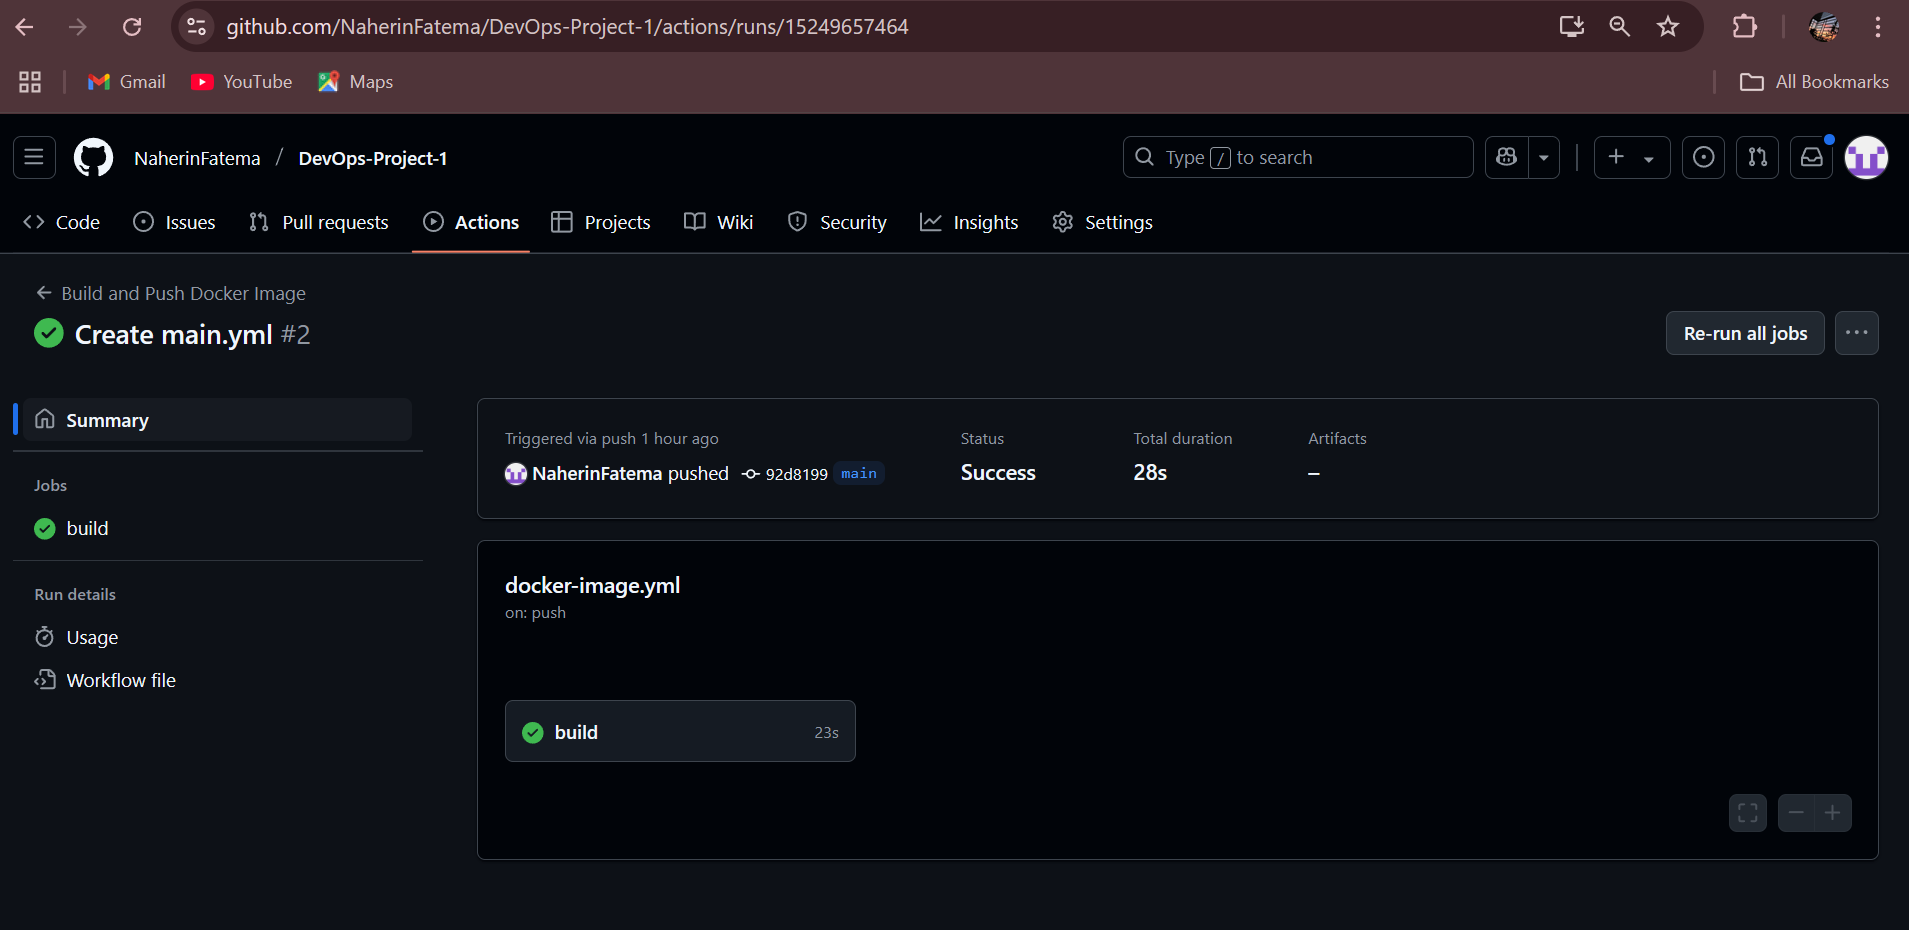 github.com/NaherinFatema/DevOps-Project-1/actions/runs/15249657464
Gmail YouTube Maps All Bookmarks
NaherinFatema / DevOps-Project-1 Type / to search
Code Issues Pull requests Actions Projects Wiki Security Insights Settings
Build and Push Docker Image
Create main.yml #2 Re-run all jobs
Summary
Jobs
build
Run details
Usage
Workflow file
Triggered via push 1 hour ago Status Total duration Artifacts
NaherinFatema pushed 92d8199 main Success 28s –
docker-image.yml
on: push
build 23s